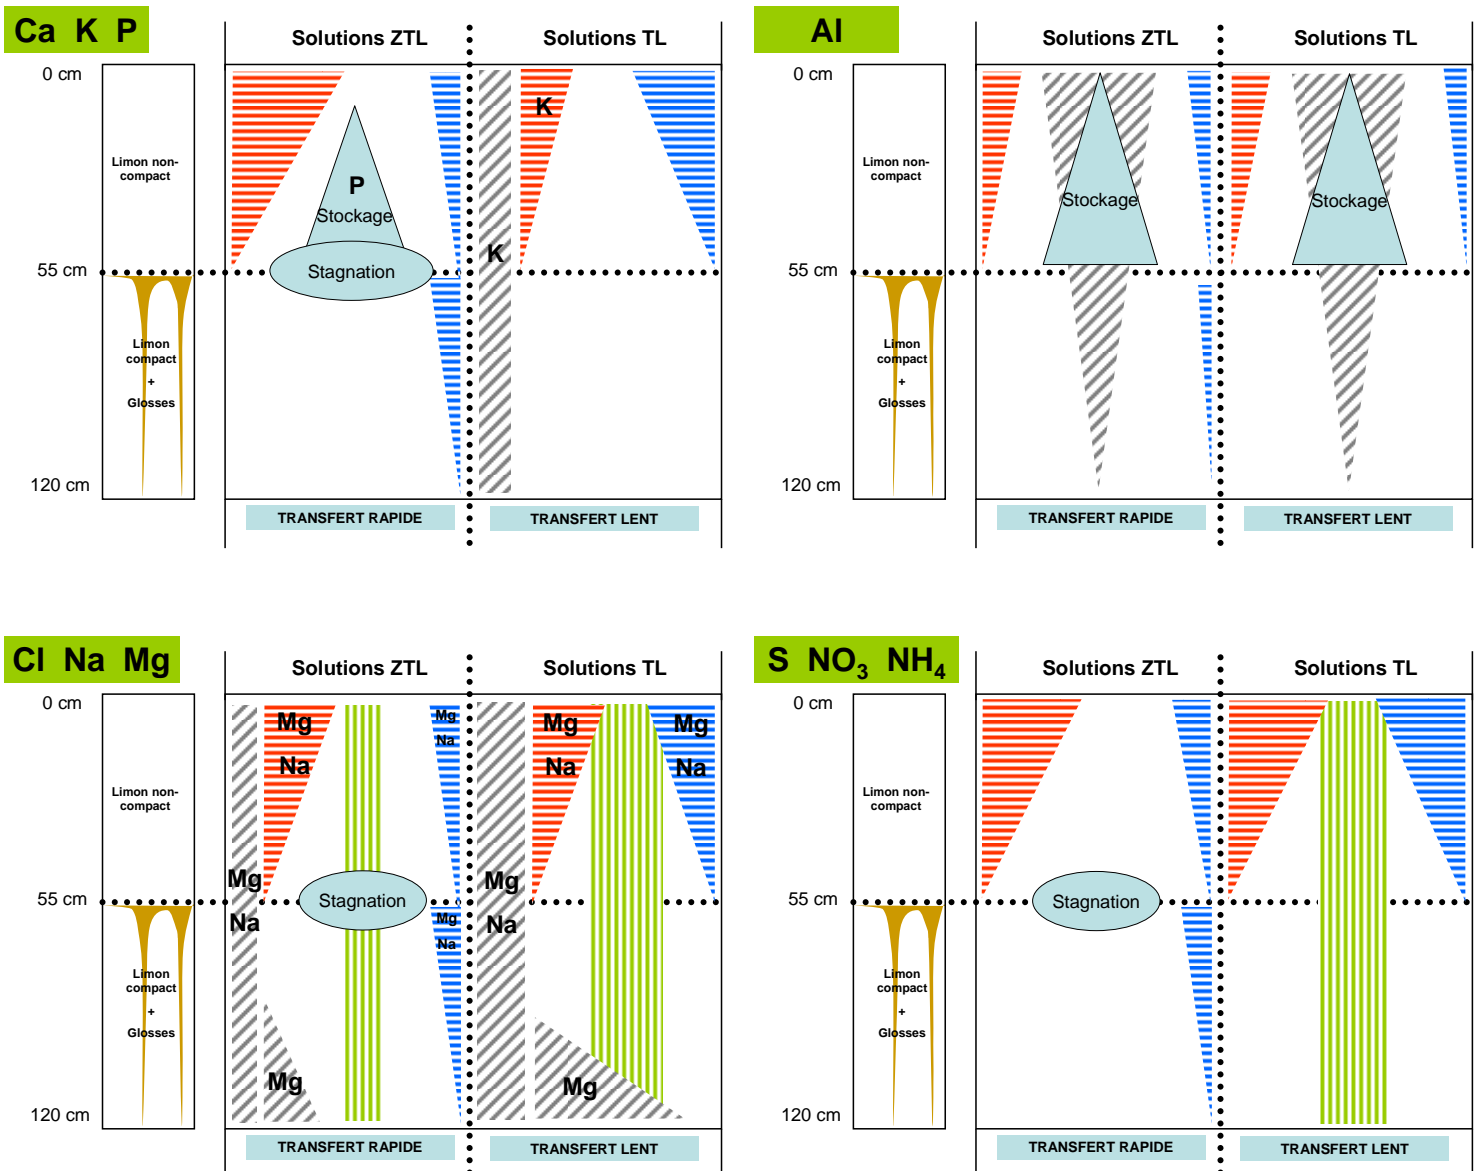 Ca K P
Solutions ZTL
Solutions TL
0 cm
K
Limon non-
compact
P
Stockage
K
55 cm
Stagnation
Limon
compact
+
Glosses
120 cm
TRANSFERT RAPIDE
TRANSFERT LENT
Al
Solutions ZTL
Solutions TL
0 cm
Limon non-
compact
Stockage
Stockage
55 cm
Limon
compact
+
Glosses
120 cm
TRANSFERT RAPIDE
TRANSFERT LENT
Cl Na Mg
Solutions ZTL
Solutions TL
0 cm
Mg
Mg
Mg
Mg
Na
Na
Na
Na
Limon non-
compact
Mg
Mg
55 cm
Stagnation
Na
Mg
Na
Na
Limon
compact
+
Glosses
Mg
Mg
120 cm
TRANSFERT RAPIDE
TRANSFERT LENT
S NO3 NH4
Solutions ZTL
Solutions TL
0 cm
Limon non-
compact
55 cm
Stagnation
Limon
compact
+
Glosses
120 cm
TRANSFERT RAPIDE
TRANSFERT LENT